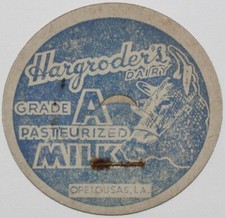 Hargroder's
DAIRY
GRADE A
PASTEURIZED
MILK
OPELOUSAS, LA.